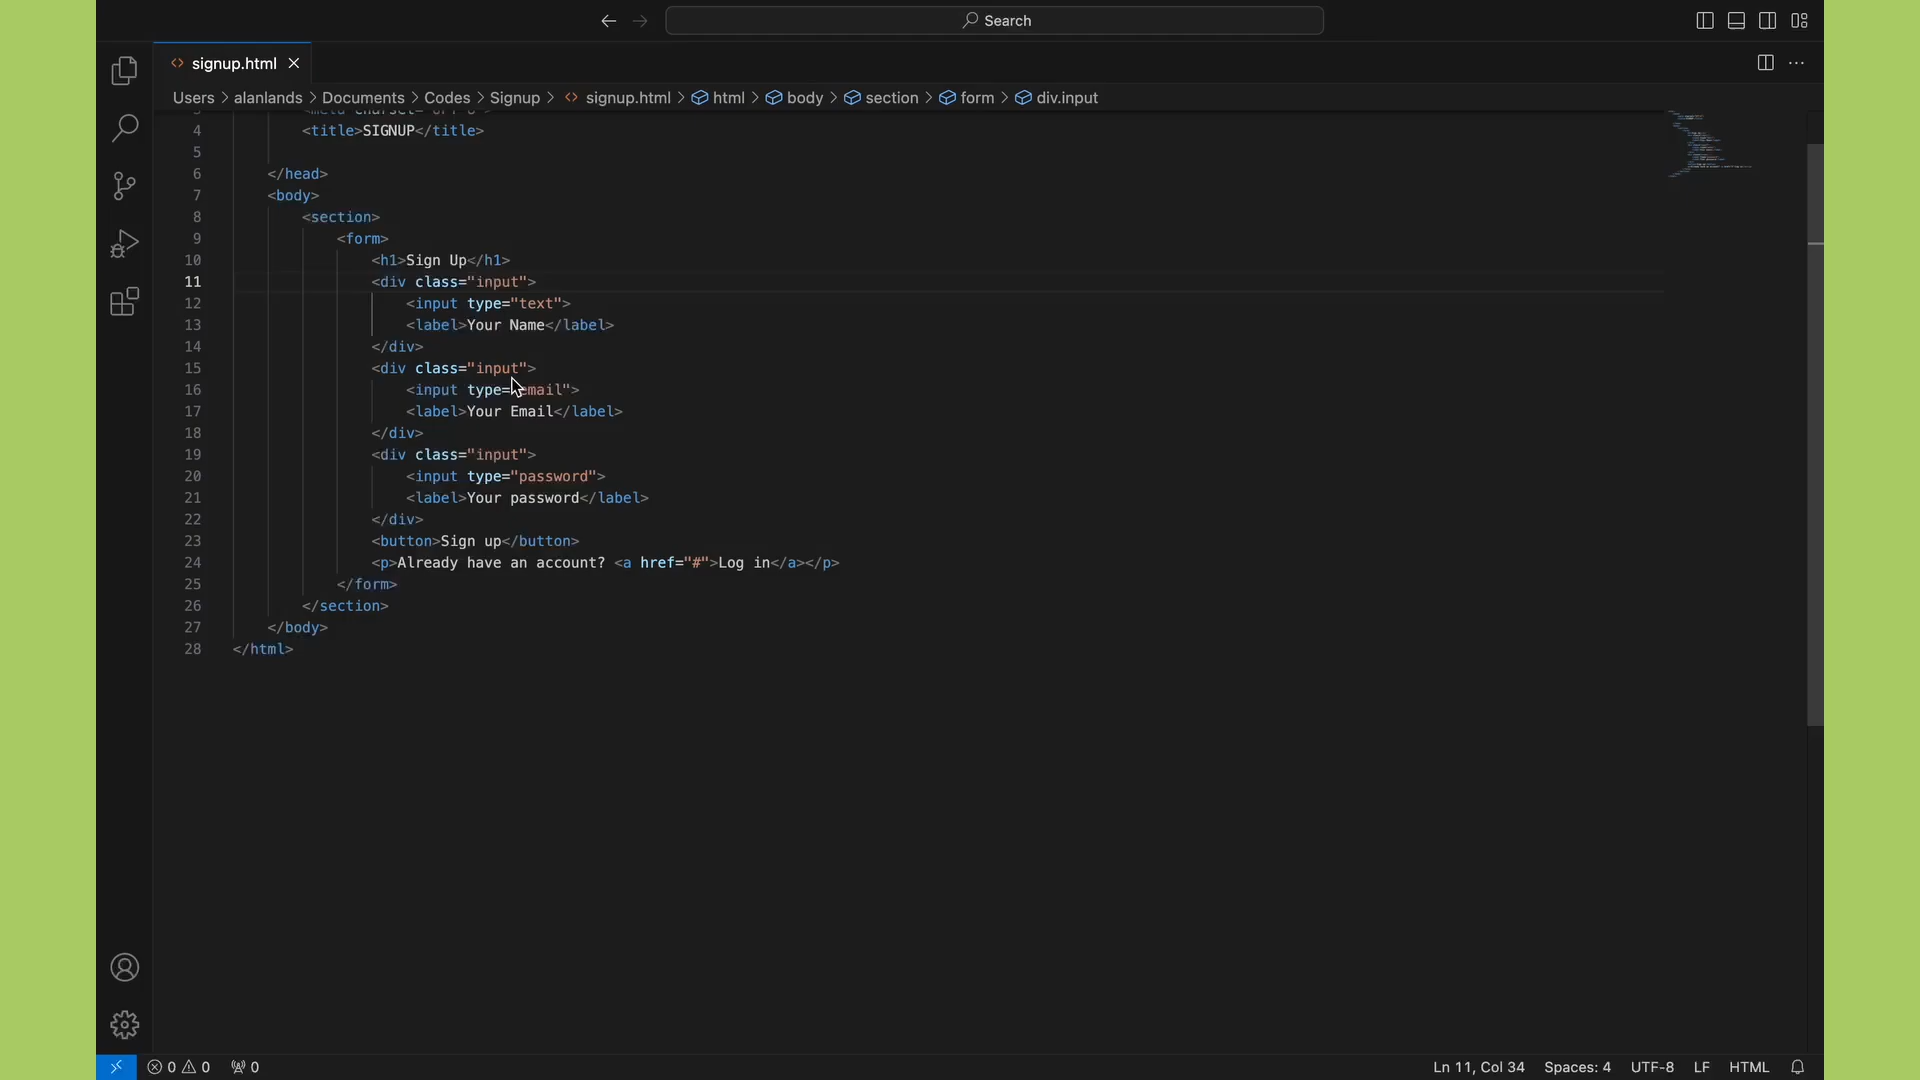 Search
signup.html
Users > alanlands > Documents > Codes > Signup > signup.html > html > body > section > form > div.input
4 <title>SIGNUP</title>
5
6 </head>
7 <body>
8 <section>
9 <form>
10 <h1>Sign Up</h1>
11 <div class="input">
12 <input type="text">
13 <label>Your Name</label>
14 </div>
15 <div class="input">
16 <input type="email">
17 <label>Your Email</label>
18 </div>
19 <div class="input">
20 <input type="password">
21 <label>Your password</label>
22 </div>
23 <button>Sign up</button>
24 <p>Already have an account? <a href="#">Log in</a></p>
25 </form>
26 </section>
27 </body>
28 </html>
0 0 0 Ln 11, Col 34 Spaces: 4 UTF-8 LF HTML